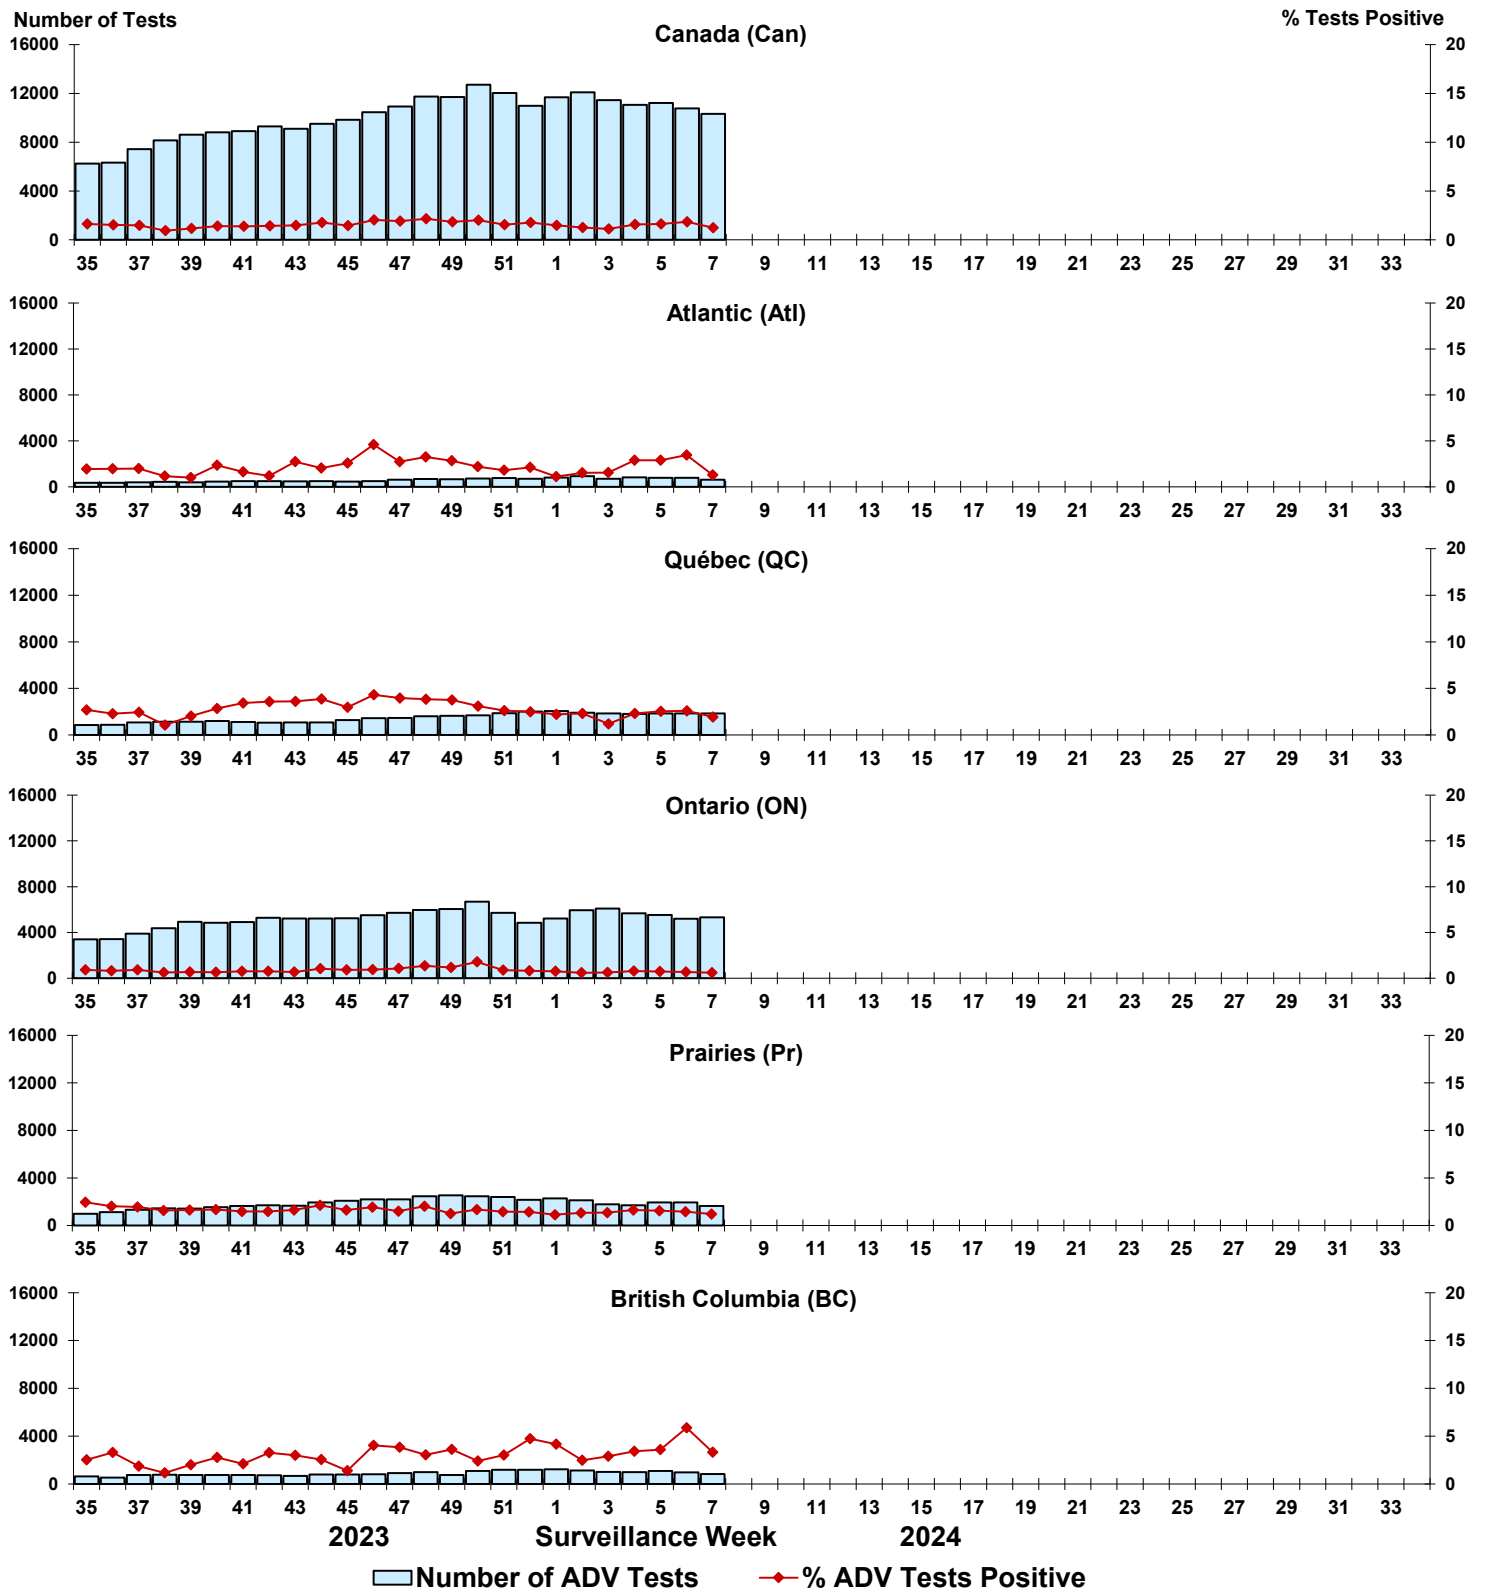 Number of Tests
% Tests Positive
Canada (Can)
16000 20
12000 15
8000 10
4000 5
0 0
35 37 39 41 43 45 47 49 51 1 3 5 7 9 11 13 15 17 19 21 23 25 27 29 31 33
Atlantic (Atl)
16000 20
12000 15
8000 10
4000 5
0 0
35 37 39 41 43 45 47 49 51 1 3 5 7 9 11 13 15 17 19 21 23 25 27 29 31 33
Québec (QC)
16000 20
12000 15
8000 10
4000 5
0 0
35 37 39 41 43 45 47 49 51 1 3 5 7 9 11 13 15 17 19 21 23 25 27 29 31 33
Ontario (ON)
16000 20
12000 15
8000 10
4000 5
0 0
35 37 39 41 43 45 47 49 51 1 3 5 7 9 11 13 15 17 19 21 23 25 27 29 31 33
Prairies (Pr)
16000 20
12000 15
8000 10
4000 5
0 0
35 37 39 41 43 45 47 49 51 1 3 5 7 9 11 13 15 17 19 21 23 25 27 29 31 33
British Columbia (BC)
16000 20
12000 15
8000 10
4000 5
0 0
35 37 39 41 43 45 47 49 51 1 3 5 7 9 11 13 15 17 19 21 23 25 27 29 31 33
2023 Surveillance Week 2024
Number of ADV Tests % ADV Tests Positive